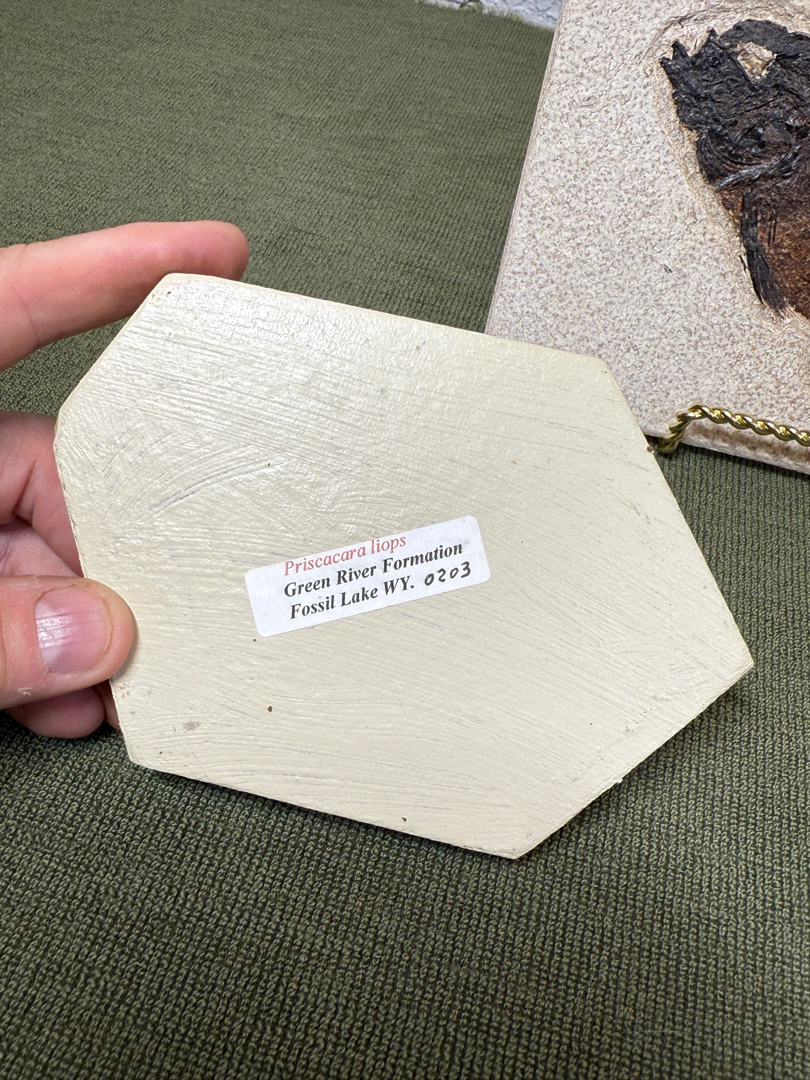 Priscacara liops
Green River Formation
Fossil Lake WY. 0203